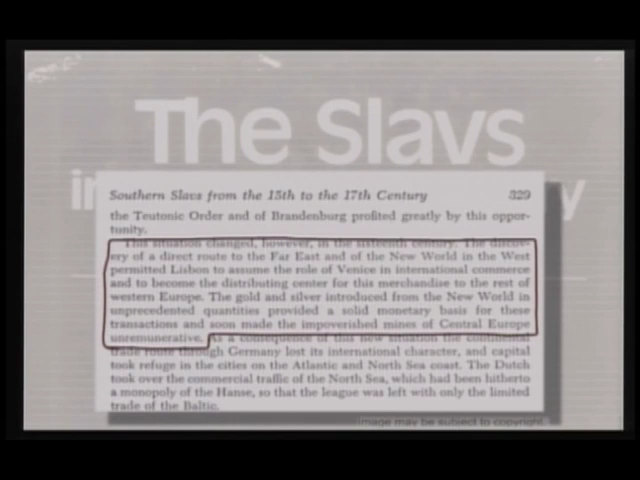 The Slavs
in
y
Southern Slavs from the 15th to the 17th Century 329
the Teutonic Order and of Brandenburg profited greatly by this oppor-
tunity.
This situation changed, however, in the sixteenth century. The discov-
ery of a direct route to the Far East and of the New World in the West
permitted Lisbon to assume the role of Venice in international commerce
and to become the distributing center for this merchandise to the rest of
western Europe. The gold and silver introduced from the New World in
unprecedented quantities provided a solid monetary basis for these
transactions and soon made the impoverished mines of Central Europe
unremunerative. As a consequence of this new situation the continental
trade route through Germany lost its international character, and capital
took refuge in the cities on the Atlantic and North Sea coast. The Dutch
took over the commercial traffic of the North Sea, which had been hitherto
a monopoly of the Hanse, so that the league was left with only the limited
trade of the Baltic.
Image may be subject to copyright.